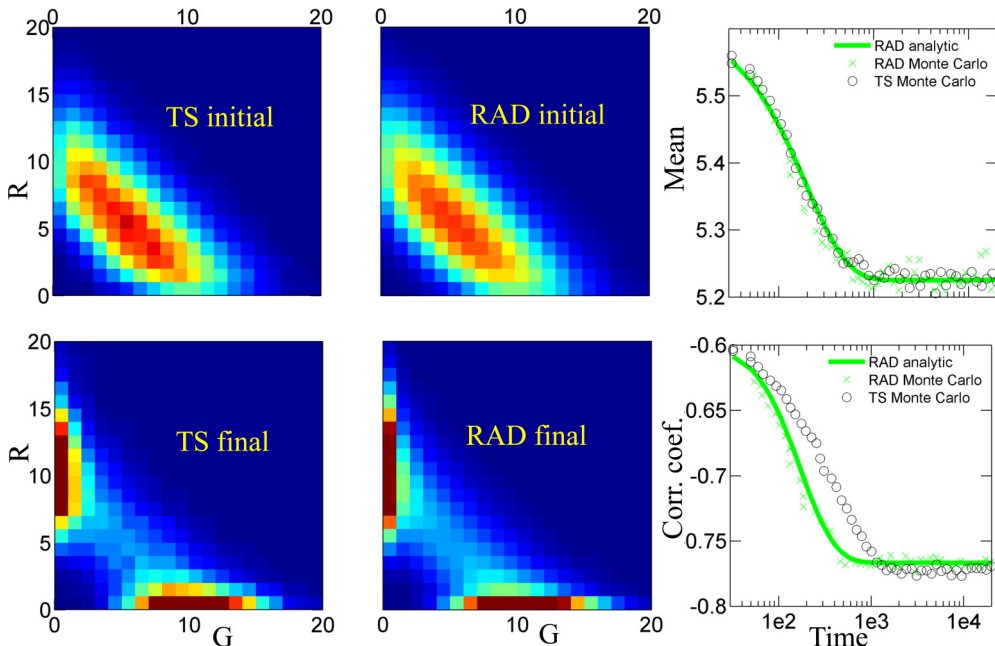 0 10 20
0 10 20
20
15
10
5
0
R
TS initial
RAD initial
5.5
5.4
5.3
5.2
Mean
RAD analytic
RAD Monte Carlo
TS Monte Carlo
20
15
10
5
0
R
TS final
RAD final
0 10 20
G
0 10 20
G
-0.6
-0.65
-0.7
-0.75
-0.8
Corr. coef.
RAD analytic
RAD Monte Carlo
TS Monte Carlo
1e2 1e3 1e4
Time